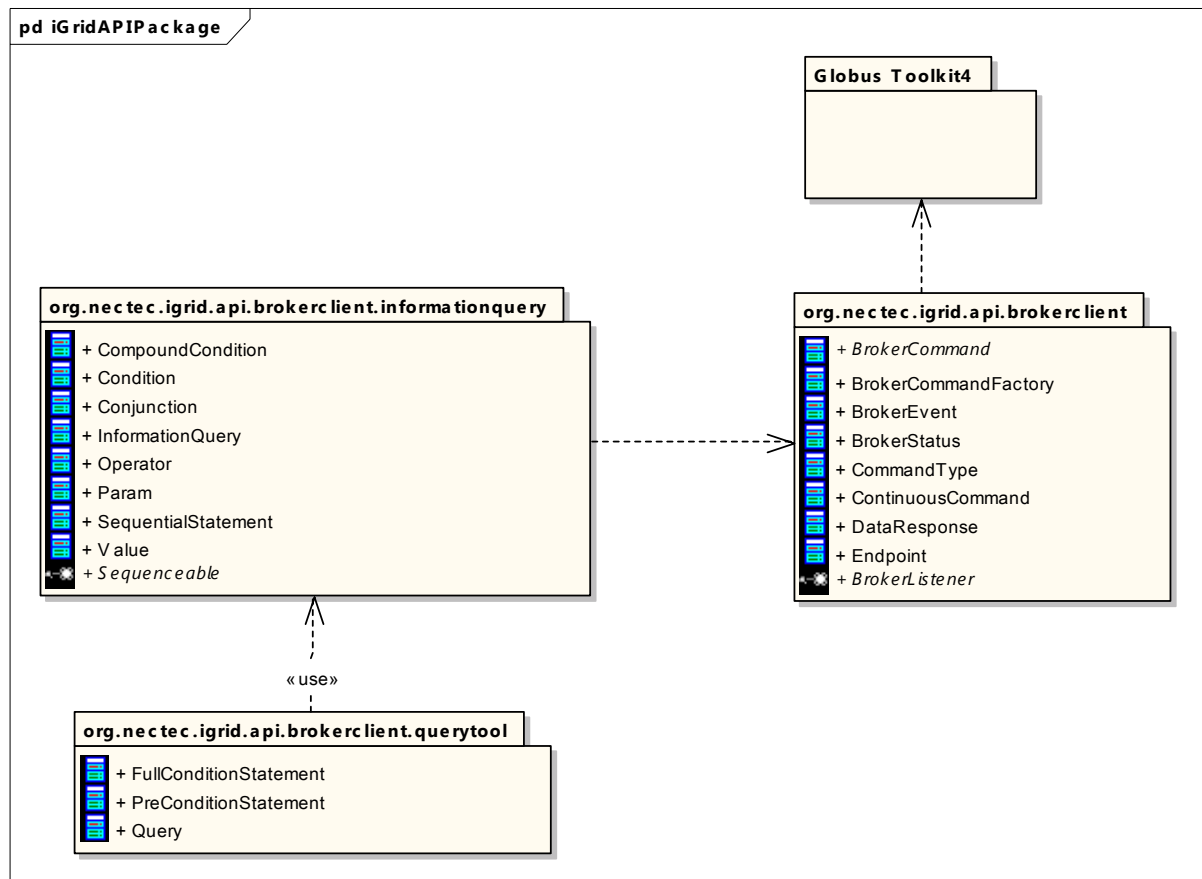 pd iGridAPIPackage
Globus Toolkit4
org.nectec.igrid.api.brokerclient.informationquery
+ CompoundCondition
+ Condition
+ Conjunction
+ InformationQuery
+ Operator
+ Param
+ SequentialStatement
+ Value
+ Sequenceable
org.nectec.igrid.api.brokerclient
+ BrokerCommand
+ BrokerCommandFactory
+ BrokerEvent
+ BrokerStatus
+ CommandType
+ ContinuousCommand
+ DataResponse
+ Endpoint
+ BrokerListener
«use»
org.nectec.igrid.api.brokerclient.querytool
+ FullConditionStatement
+ PreConditionStatement
+ Query